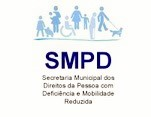 SMPD
Secretaria Municipal dos
Direitos da Pessoa com
Deficiência e Mobilidade
Reduzida